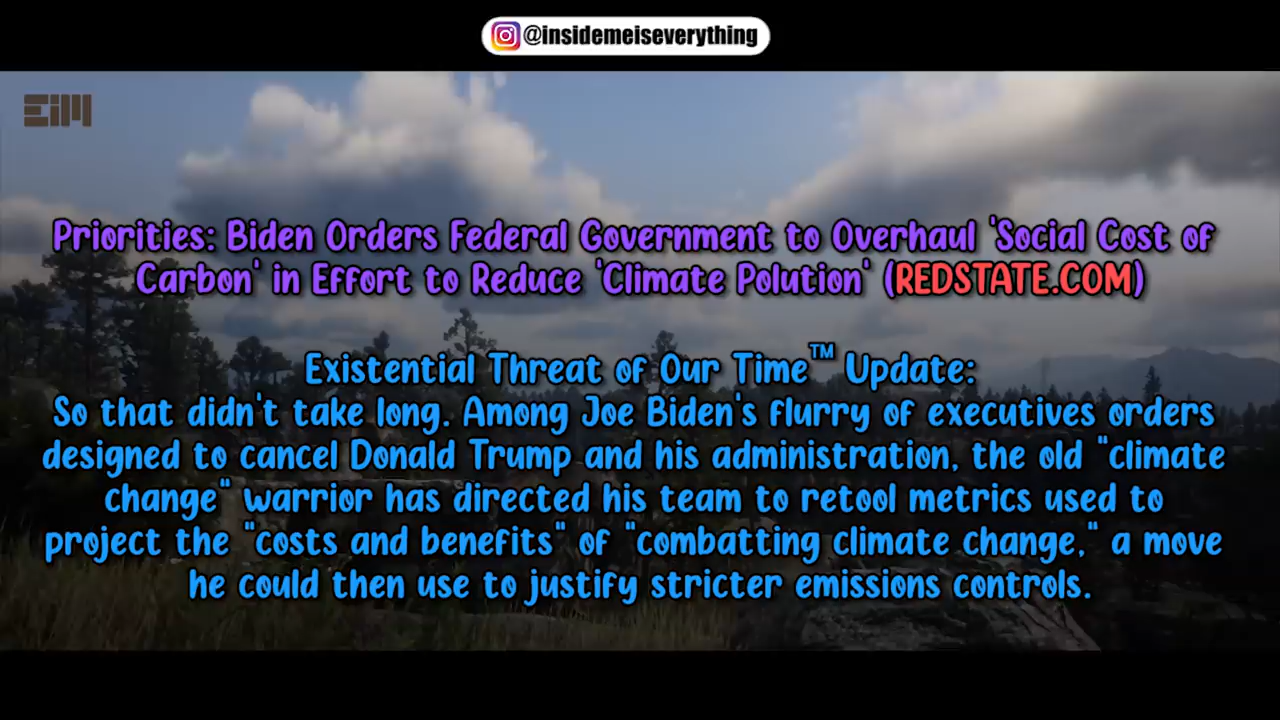 @insidemeiseverything
EiM
Priorities: Biden Orders Federal Government to Overhaul 'Social Cost of
Carbon' in Effort to Reduce 'Climate Polution' (REDSTATE.COM)
Existential Threat of Our Time™ Update:
So that didn't take long. Among Joe Biden's flurry of executives orders
designed to cancel Donald Trump and his administration, the old "climate
change" warrior has directed his team to retool metrics used to
project the "costs and benefits" of "combatting climate change," a move
he could then use to justify stricter emissions controls.